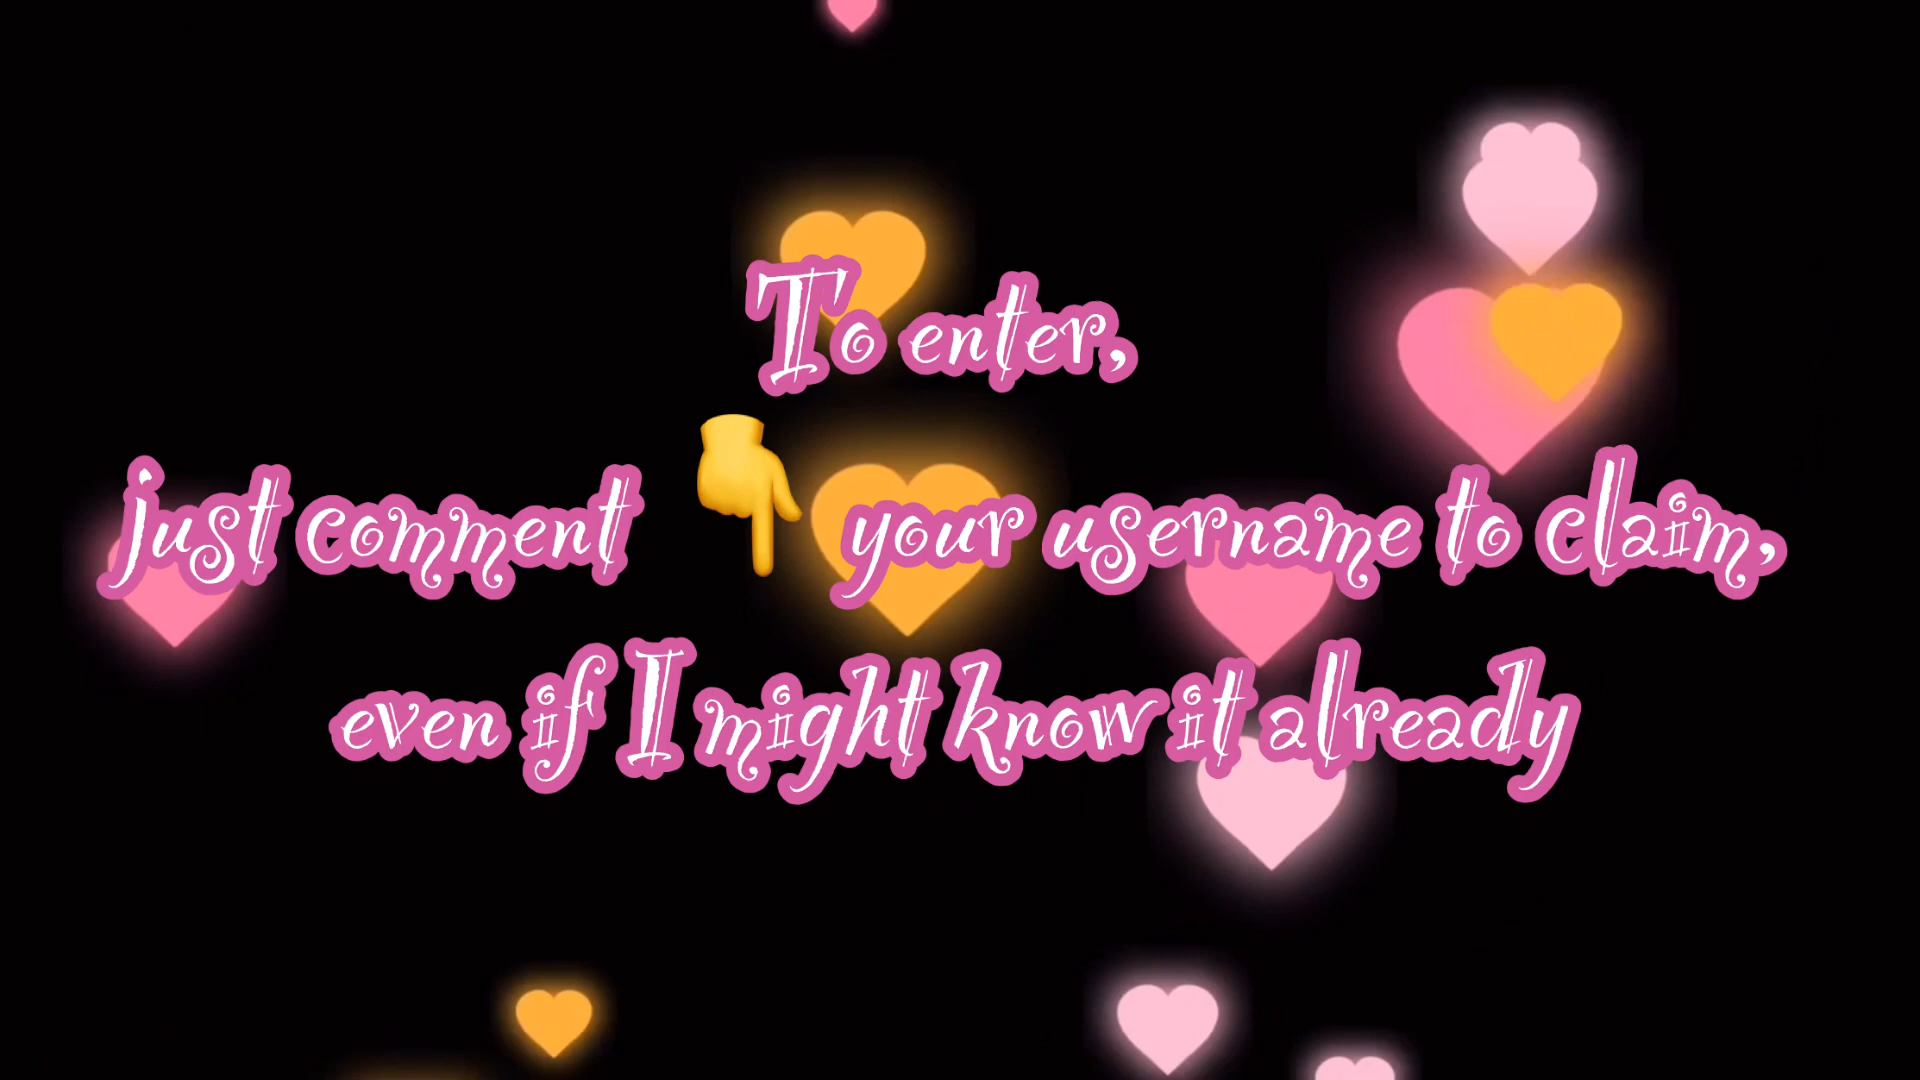 To enter,
just comment 👇 your username to claim,
even if I might know it already